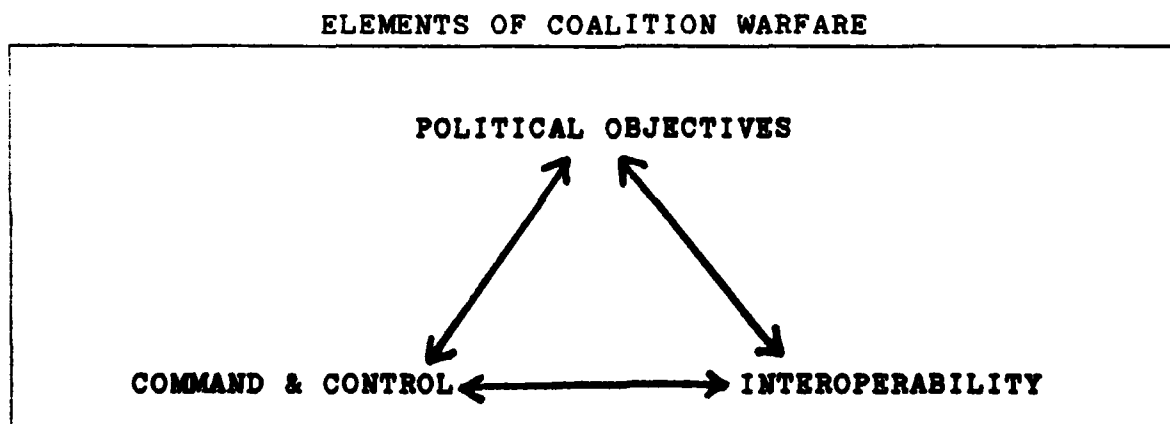 ELEMENTS OF COALITION WARFARE
POLITICAL OBJECTIVES
COMMAND & CONTROL
INTEROPERABILITY